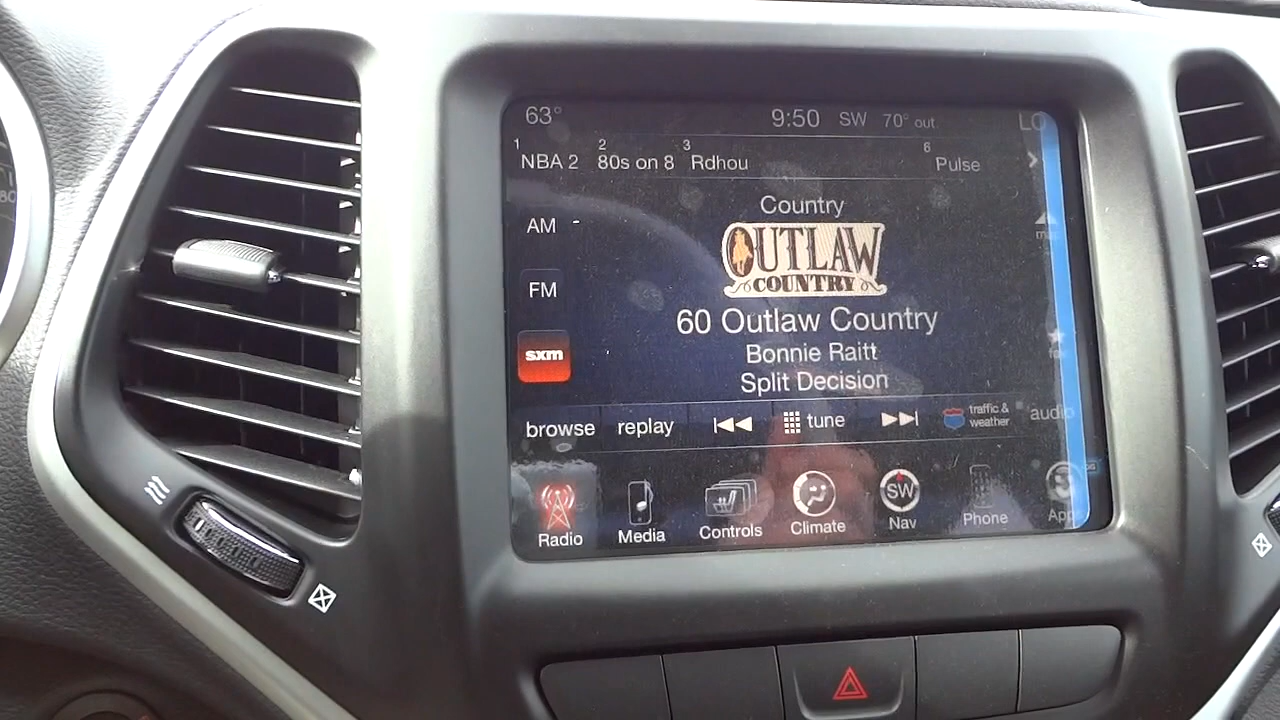 63° 9:50 SW 70° out LO
1 2 3 6
NBA 2 80s on 8 Rdhou Pulse
Country
AM
OUTLAW
COUNTRY
FM
60 Outlaw Country
sxm
Bonnie Raitt
Split Decision
browse replay tune traffic & weather audio
SW
Radio Media Controls Climate Nav Phone App
80